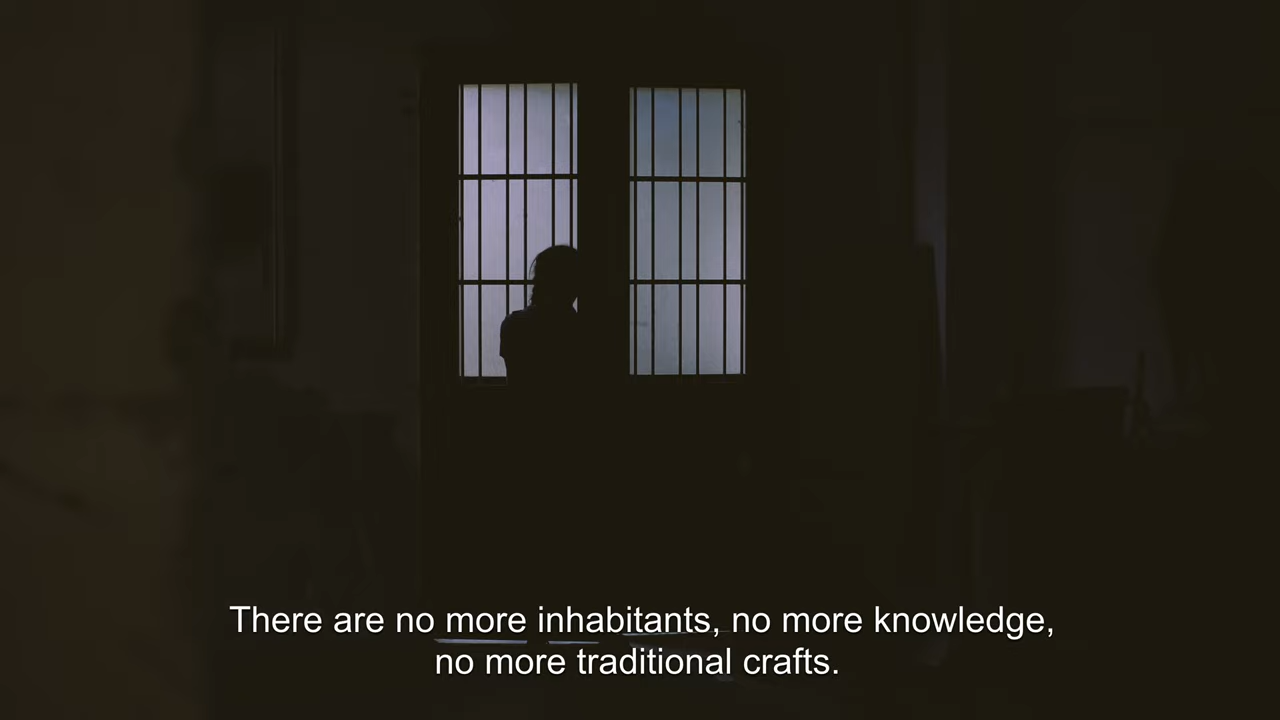 There are no more inhabitants, no more knowledge,
no more traditional crafts.